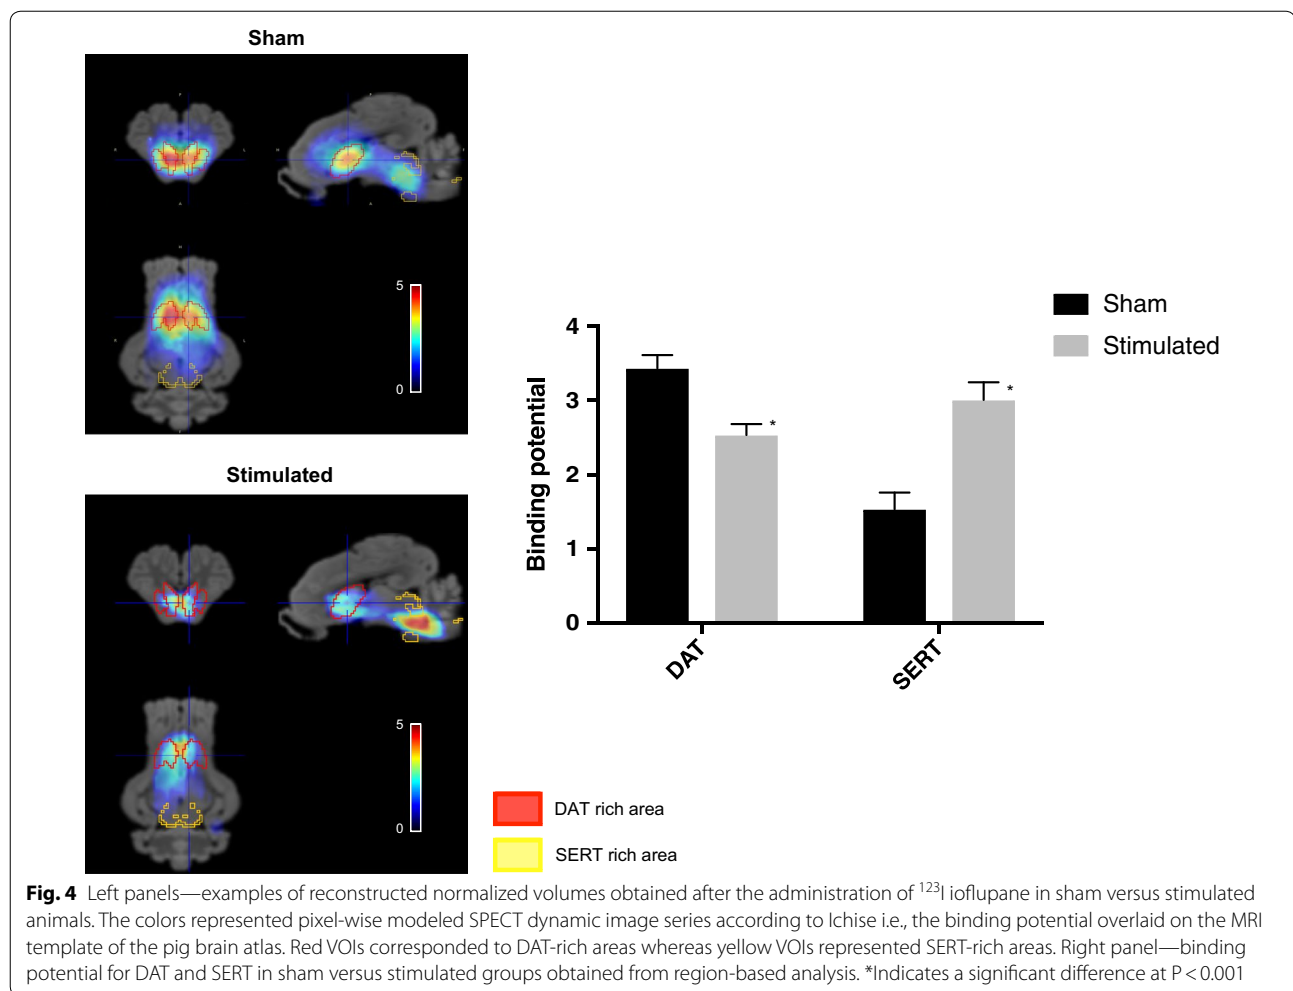 Sham
5
0
Stimulated
5
0
Sham
Stimulated
Binding potential
4
3
2
1
0
*
*
DAT
SERT
DAT rich area
SERT rich area
Fig. 4 Left panels—examples of reconstructed normalized volumes obtained after the administration of ¹²³I ioflupane in sham versus stimulated
animals. The colors represented pixel-wise modeled SPECT dynamic image series according to Ichise i.e., the binding potential overlaid on the MRI
template of the pig brain atlas. Red VOIs corresponded to DAT-rich areas whereas yellow VOIs represented SERT-rich areas. Right panel—binding
potential for DAT and SERT in sham versus stimulated groups obtained from region-based analysis. *Indicates a significant difference at P < 0.001